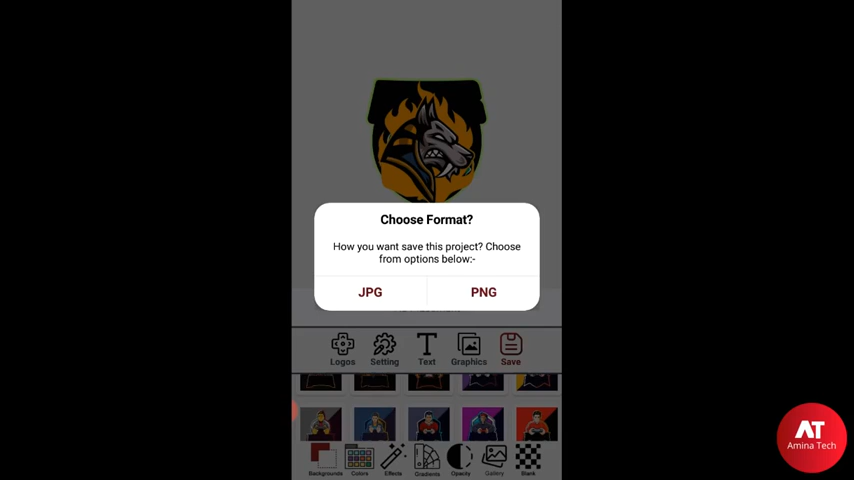 Choose Format?
How you want save this project? Choose
from options below:-
JPG PNG
Logos Setting Text Graphics Save
Backgrounds Colors Effects Gradients Opacity Gallery Blank
AT
Amina Tech